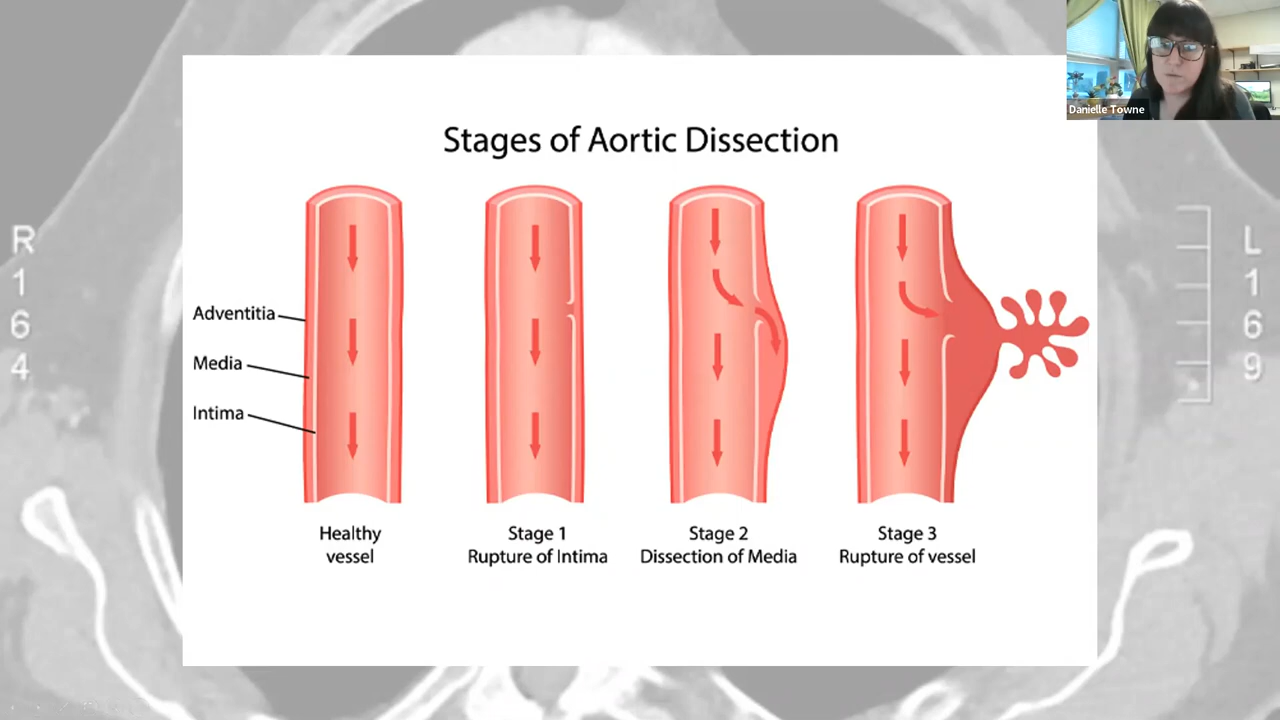 Danielle Towne
Stages of Aortic Dissection
Adventitia
Media
Intima
Healthy
vessel
Stage 1
Rupture of Intima
Stage 2
Dissection of Media
Stage 3
Rupture of vessel
R
1
6
4
L
1
6
9